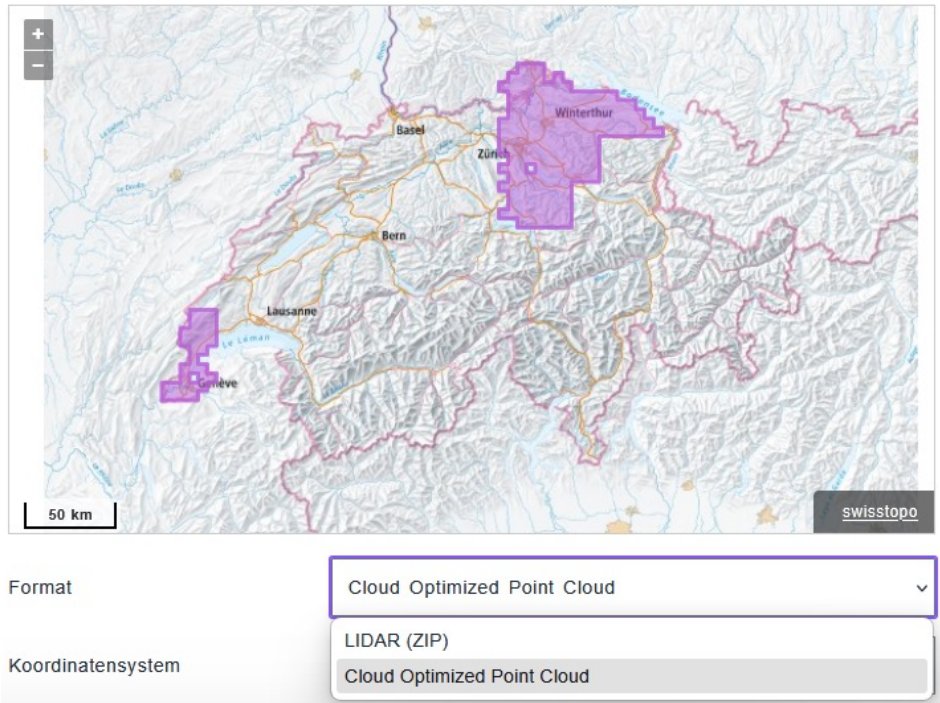 +
−
Bodensee
Winterthur
Basel
Zürich
Bern
Lausanne
Le Léman
Genève
50 km
swisstopo
Format
Cloud Optimized Point Cloud
LIDAR (ZIP)
Koordinatensystem
Cloud Optimized Point Cloud